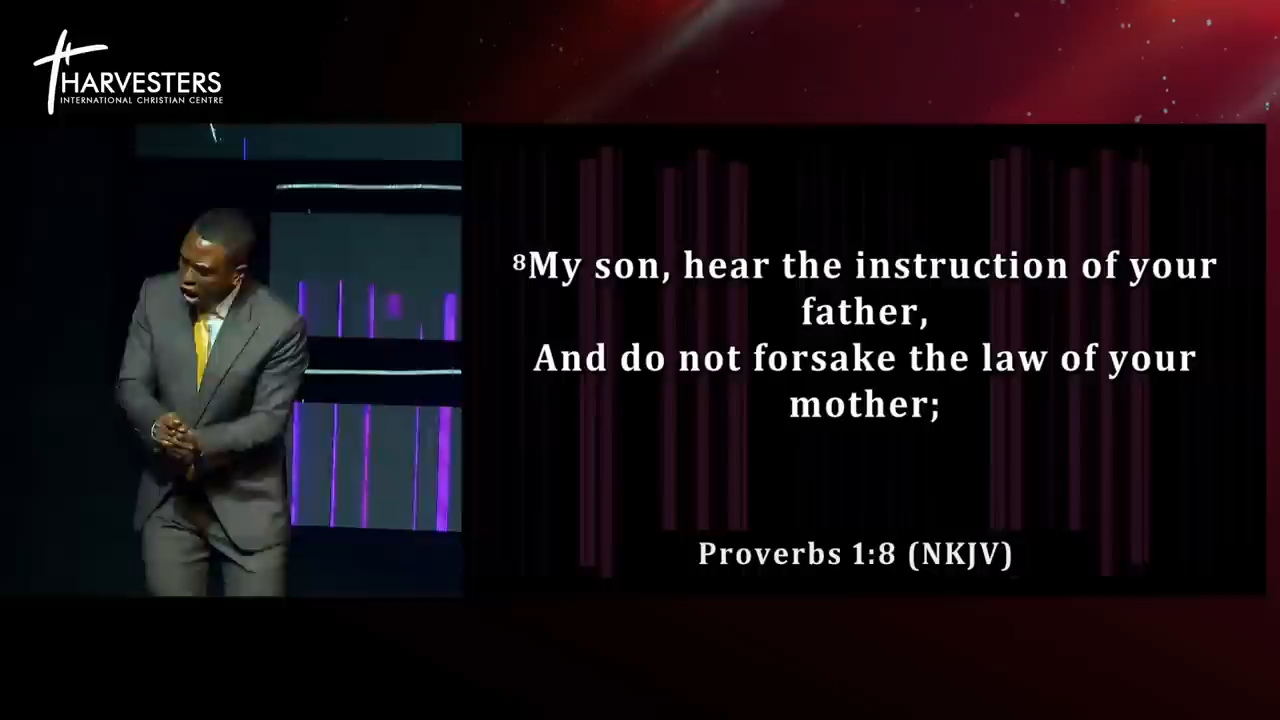 HARVESTERS
INTERNATIONAL CHRISTIAN CENTRE
⁸My son, hear the instruction of your
father,
And do not forsake the law of your
mother;
Proverbs 1:8 (NKJV)